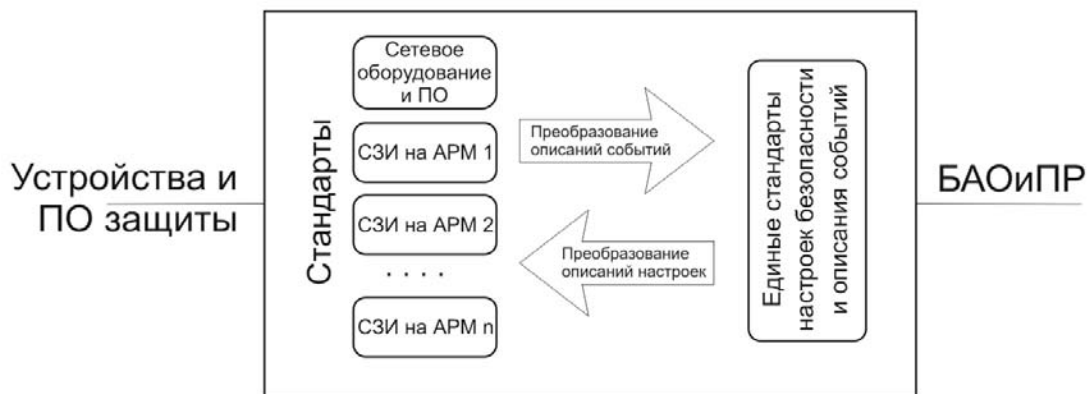 Устройства и
ПО защиты
Стандарты
Сетевое
оборудование
и ПО
СЗИ на АРМ 1
СЗИ на АРМ 2
. . . .
СЗИ на АРМ n
Преобразование
описаний событий
Преобразование
описаний настроек
Единые стандарты
настроек безопасности
и описания событий
БАОиПР